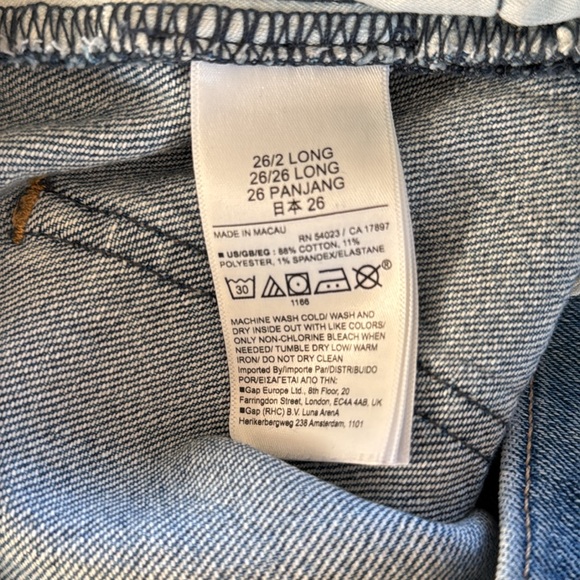 26/2 LONG
26/26 LONG
26 PANJANG
日本 26
MADE IN MACAU RN 54023 / CA 17897
■ US/GB/EG : 88% COTTON, 11%
POLYESTER, 1% SPANDEX/ELASTANE
30 ®
1166
MACHINE WASH COLD/ WASH AND
DRY INSIDE OUT WITH LIKE COLORS/
ONLY NON-CHLORINE BLEACH WHEN
NEEDED/ TUMBLE DRY LOW/ WARM
IRON/ DO NOT DRY CLEAN
Imported By/Importe Par/DISTRIBUIDO
POR/ΕΙΣΑΓΕΤΑΙ ΑΠΟ ΤΗΝ:
■Gap Europe Ltd., 8th Floor, 20
Farringdon Street, London, EC4A 4AB, UK
■Gap (RHC) B.V. Luna ArenA
Herikerbergweg 238 Amsterdam, 1101